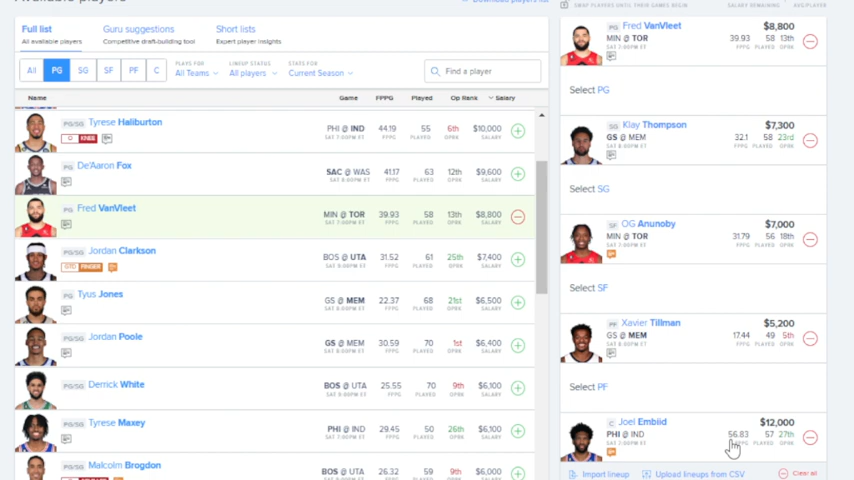 Available players
Download players list
Full list
All available players
Guru suggestions
Competitive draft-building tool
Short lists
Expert player insights
All PG SG SF PF C
PLAYS FOR
All Teams
LINEUP STATUS
All players
STATS FOR
Current Season
Find a player
Name Game FPPG Played Op Rank Salary
PG/SG Tyrese Haliburton
KNEE
PHI @ IND 44.19 55 6th $10,000
SAT 7:00PM ET FPPG PLAYED OPRK SALARY
PG De'Aaron Fox
SAC @ WAS 41.17 63 12th $9,600
SAT 5:00PM ET FPPG PLAYED OPRK SALARY
PG Fred VanVleet
MIN @ TOR 39.93 58 13th $8,800
SAT 7:00PM ET FPPG PLAYED OPRK SALARY
PG/SG Jordan Clarkson
GTD FINGER
BOS @ UTA 31.52 61 25th $7,400
SAT 9:00PM ET FPPG PLAYED OPRK SALARY
PG Tyus Jones
GS @ MEM 22.37 68 21st $6,500
SAT 8:00PM ET FPPG PLAYED OPRK SALARY
PG/SG Jordan Poole
GS @ MEM 30.59 70 1st $6,400
SAT 8:00PM ET FPPG PLAYED OPRK SALARY
PG/SG Derrick White
BOS @ UTA 25.55 70 9th $6,100
SAT 9:00PM ET FPPG PLAYED OPRK SALARY
PG/SG Tyrese Maxey
PHI @ IND 29.45 50 26th $6,100
SAT 7:00PM ET FPPG PLAYED OPRK SALARY
PG/SG Malcolm Brogdon
BOS @ UTA 26.32 59 9th $6,000
SWAP PLAYERS UNTIL THEIR GAMES BEGIN SALARY REMAINING AVG/PLAYER
PG Fred VanVleet $8,800
MIN @ TOR 39.93 58 13th
SAT 7:00PM ET FPPG PLAYED OPRK
Select PG
SG Klay Thompson $7,300
GS @ MEM 32.1 58 23rd
SAT 8:00PM ET FPPG PLAYED OPRK
Select SG
SF OG Anunoby $7,000
MIN @ TOR 31.79 56 18th
SAT 7:00PM ET FPPG PLAYED OPRK
Select SF
PF Xavier Tillman $5,200
GS @ MEM 17.44 49 5th
SAT 8:00PM ET FPPG PLAYED OPRK
Select PF
C Joel Embiid $12,000
PHI @ IND 56.83 57 27th
SAT 7:00PM ET FPPG PLAYED OPRK
Import lineup Upload lineups from CSV Clear all